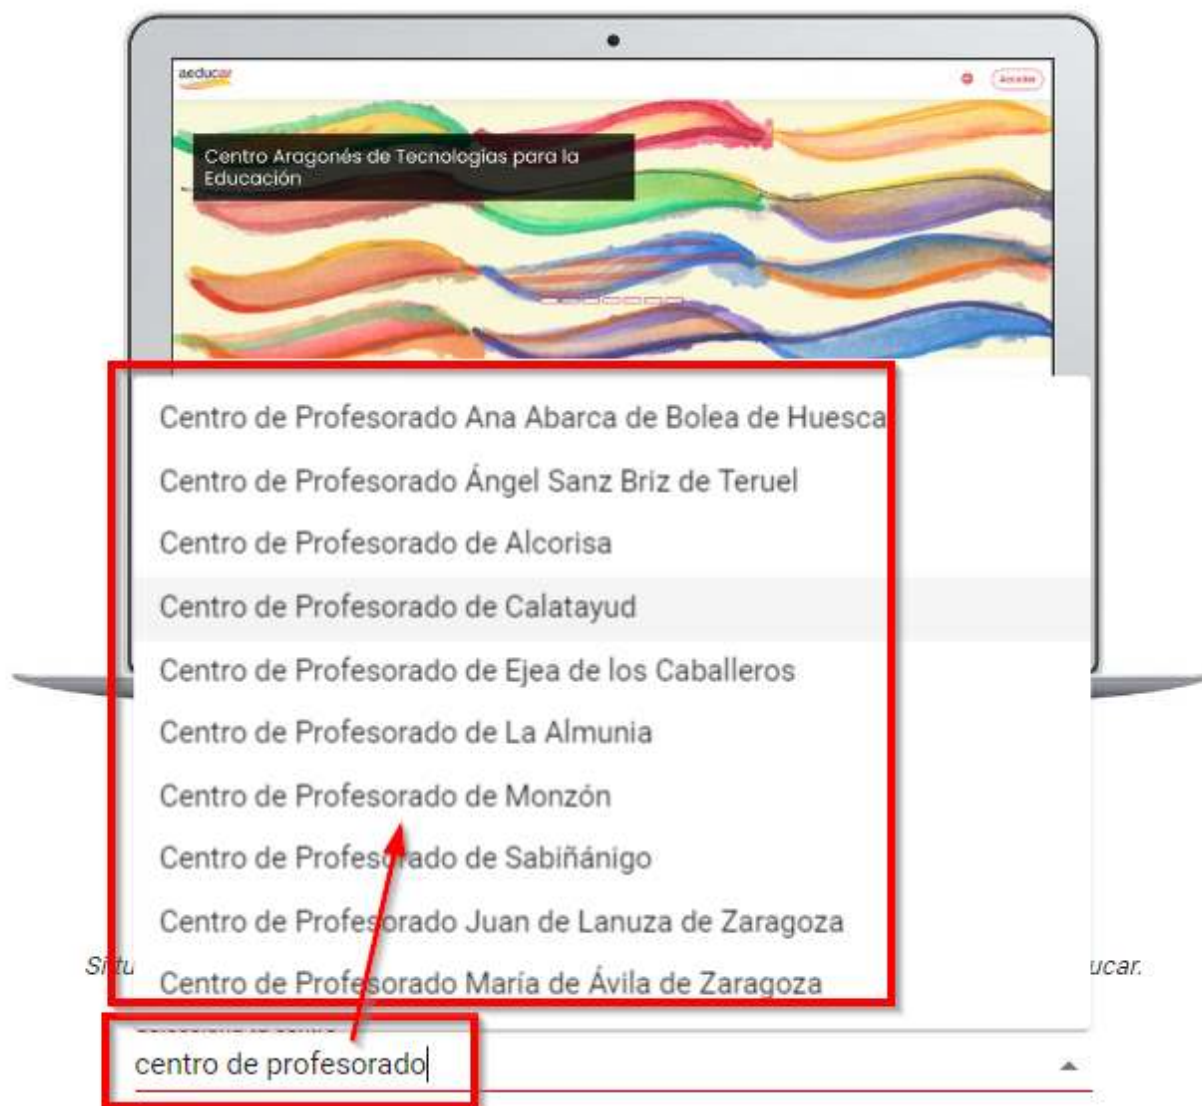 aeducar
Acceder
Centro Aragonés de Tecnologías para la
Educación
Centro de Profesorado Ana Abarca de Bolea de Huesca
Centro de Profesorado Ángel Sanz Briz de Teruel
Centro de Profesorado de Alcorisa
Centro de Profesorado de Calatayud
Centro de Profesorado de Ejea de los Caballeros
Centro de Profesorado de La Almunia
Centro de Profesorado de Monzón
Centro de Profesorado de Sabiñánigo
Centro de Profesorado Juan de Lanuza de Zaragoza
Si tu ucar.
Centro de Profesorado María de Ávila de Zaragoza
centro de profesorado